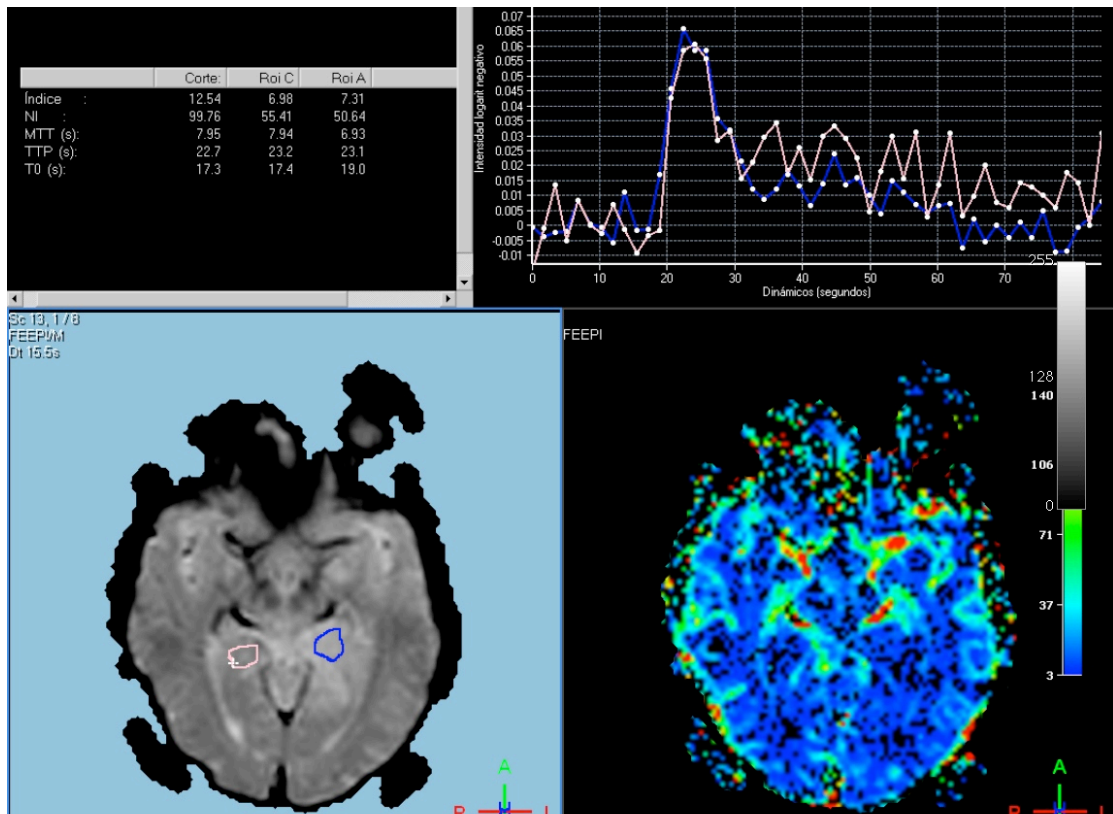 Corte: Roi C Roi A
Índice : 12.54 6.98 7.31
NI : 99.76 55.41 50.64
MTT (s): 7.95 7.94 6.93
TTP (s): 22.7 23.2 23.1
T0 (s): 17.3 17.4 19.0
Intensidad logarit negativo
0.07
0.065
0.06
0.055
0.05
0.045
0.04
0.035
0.03
0.025
0.02
0.015
0.01
0.005
0
-0.005
-0.01
0 10 20 30 40 50 60 70
Dinámicos (segundos)
Sc 13, 1 / 8
FEEPI/M
Dt 15.5s
A
FEEPI
255
128
140
106
0
71
37
3
A